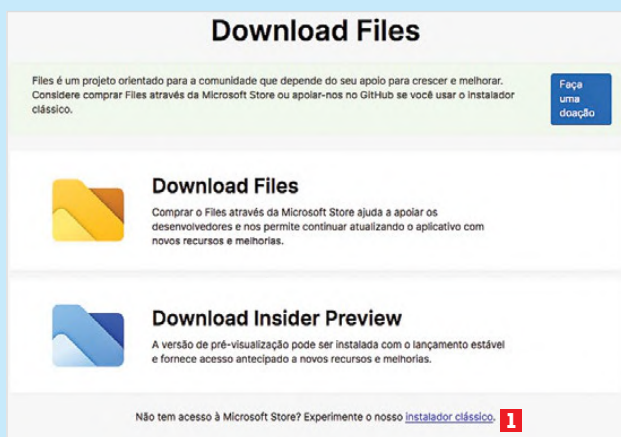 Download Files
Files é um projeto orientado para a comunidade que depende do seu apoio para crescer e melhorar.
Considere comprar Files através da Microsoft Store ou apoiar-nos no GitHub se você usar o instalador
clássico.
Faça
uma
doação
Download Files
Comprar o Files através da Microsoft Store ajuda a apoiar os
desenvolvedores e nos permite continuar atualizando o aplicativo com
novos recursos e melhorias.
Download Insider Preview
A versão de pré-visualização pode ser instalada com o lançamento estável
e fornece acesso antecipado a novos recursos e melhorias.
Não tem acesso à Microsoft Store? Experimente o nosso instalador clássico. 1